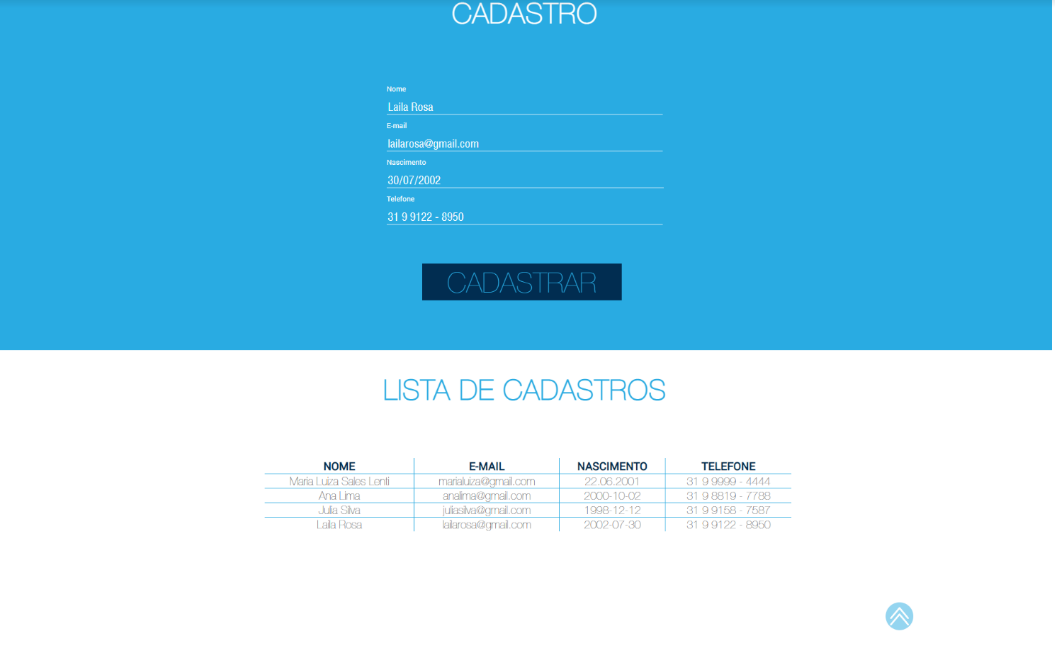 CADASTRO
Nome
Laila Rosa
E-mail
lailarosa@gmail.com
Nascimento
30/07/2002
Telefone
31 9 9122 - 8950
CADASTRAR
LISTA DE CADASTROS
NOME E-MAIL NASCIMENTO TELEFONE
Maria Luiza Sales Lenti marialuiza@gmail.com 22.06.2001 31 9 9999 - 4444
Ana Lima analima@gmail.com 2000-10-02 31 9 8819 - 7788
Julia Silva juliasilva@gmail.com 1998-12-12 31 9 9156 - 7587
Laila Rosa lailarosa@gmail.com 2002-07-30 31 9 9122 - 8950